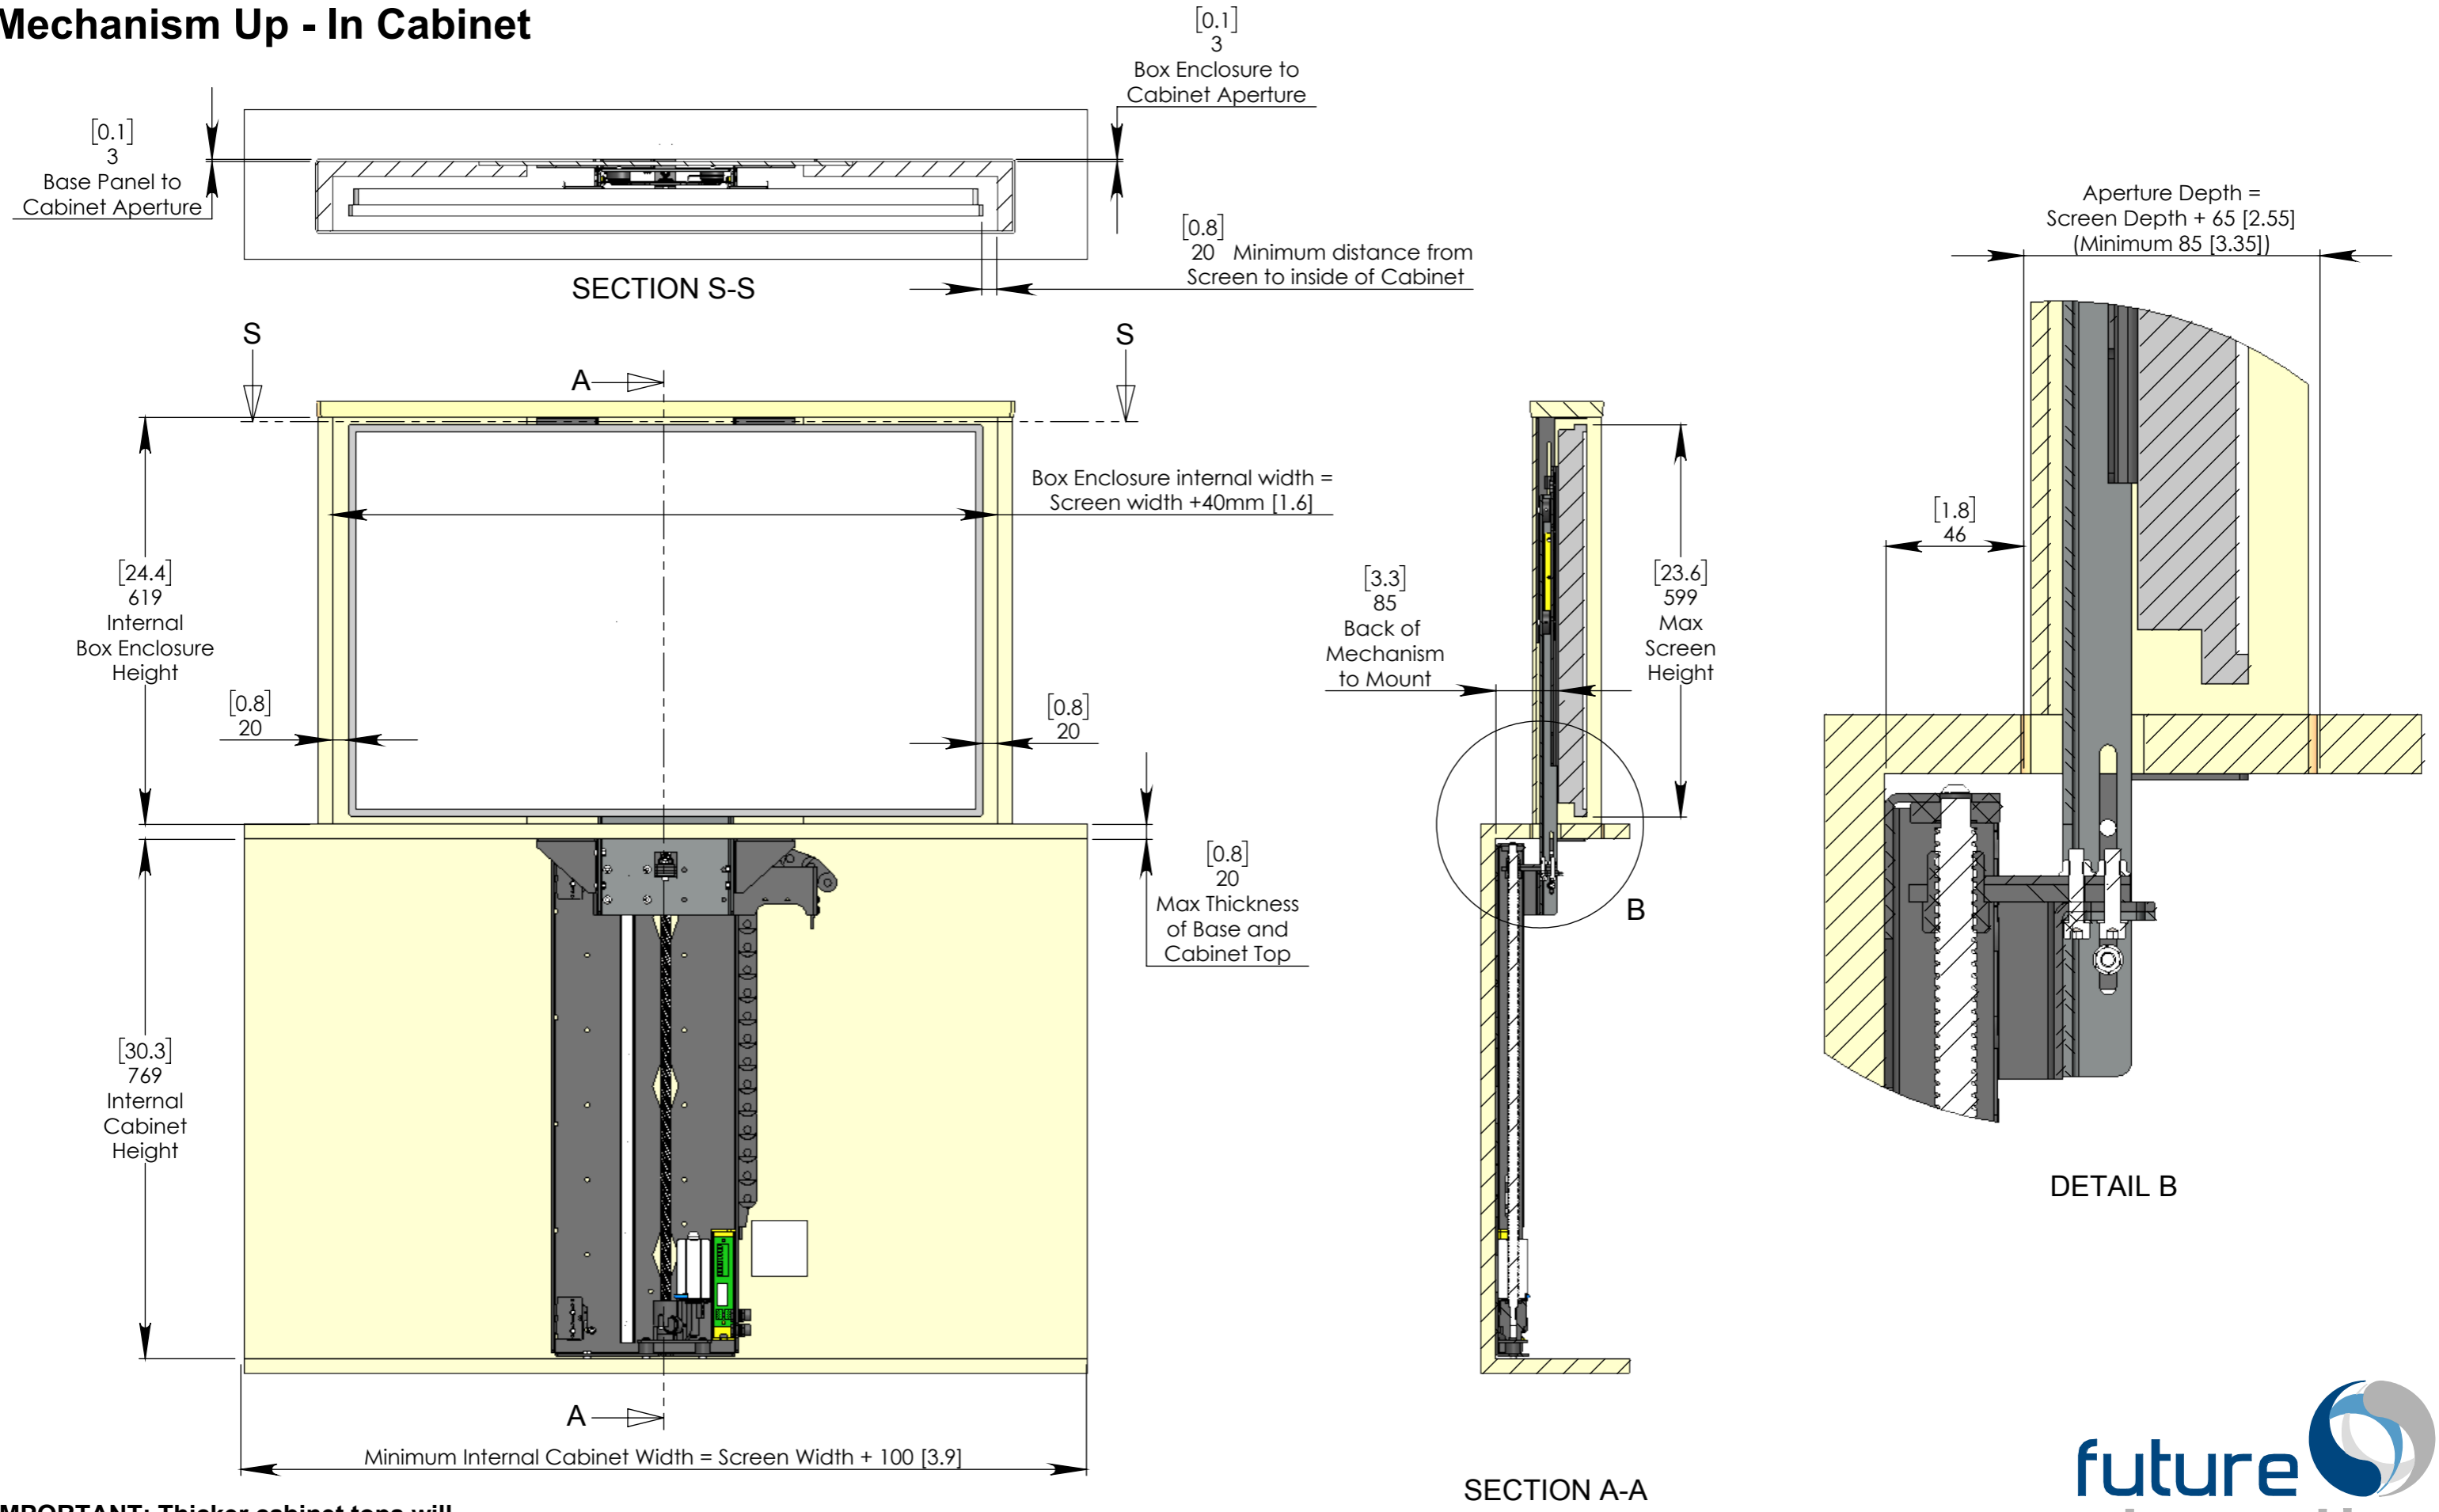 Mechanism Up - In Cabinet
[0.1]
3
Box Enclosure to
Cabinet Aperture
[0.1]
3
Base Panel to
Cabinet Aperture
[0.8]
20 Minimum distance from
Screen to inside of Cabinet
SECTION S-S
Aperture Depth =
Screen Depth + 65 [2.55]
(Minimum 85 [3.35])
S
S
A
Box Enclosure internal width =
Screen width +40mm [1.6]
[24.4]
619
Internal
Box Enclosure
Height
[0.8]
20
[0.8]
20
[3.3]
85
Back of
Mechanism
to Mount
[23.6]
599
Max
Screen
Height
[1.8]
46
[0.8]
20
Max Thickness
of Base and
Cabinet Top
B
[30.3]
769
Internal
Cabinet
Height
DETAIL B
A
Minimum Internal Cabinet Width = Screen Width + 100 [3.9]
SECTION A-A
future
IMPORTANT: Thicker cabinet tops will